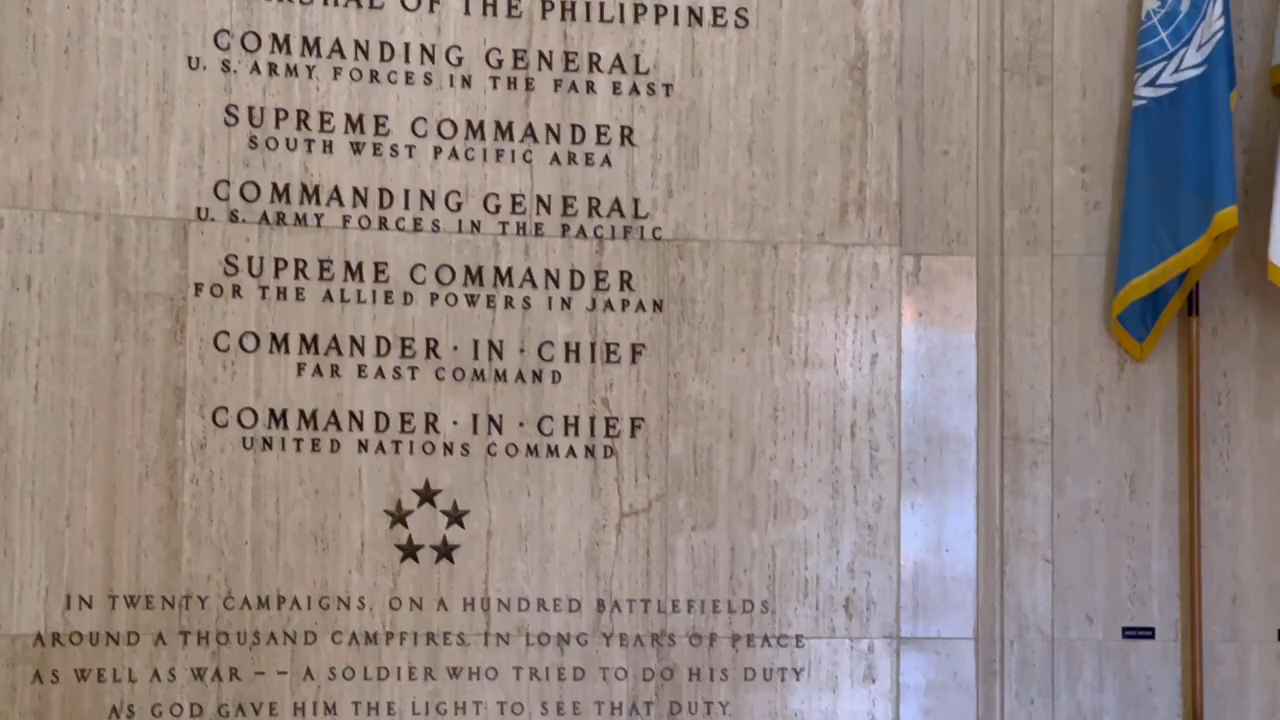 OF THE PHILIPPINES
COMMANDING GENERAL
U. S. ARMY FORCES IN THE FAR EAST
SUPREME COMMANDER
SOUTH WEST PACIFIC AREA
COMMANDING GENERAL
U. S. ARMY FORCES IN THE PACIFIC
SUPREME COMMANDER
FOR THE ALLIED POWERS IN JAPAN
COMMANDER · IN · CHIEF
FAR EAST COMMAND
COMMANDER · IN · CHIEF
UNITED NATIONS COMMAND
IN TWENTY CAMPAIGNS, ON A HUNDRED BATTLEFIELDS,
AROUND A THOUSAND CAMPFIRES, IN LONG YEARS OF PEACE
AS WELL AS WAR -- A SOLDIER WHO TRIED TO DO HIS DUTY
AS GOD GAVE HIM THE LIGHT TO SEE THAT DUTY.